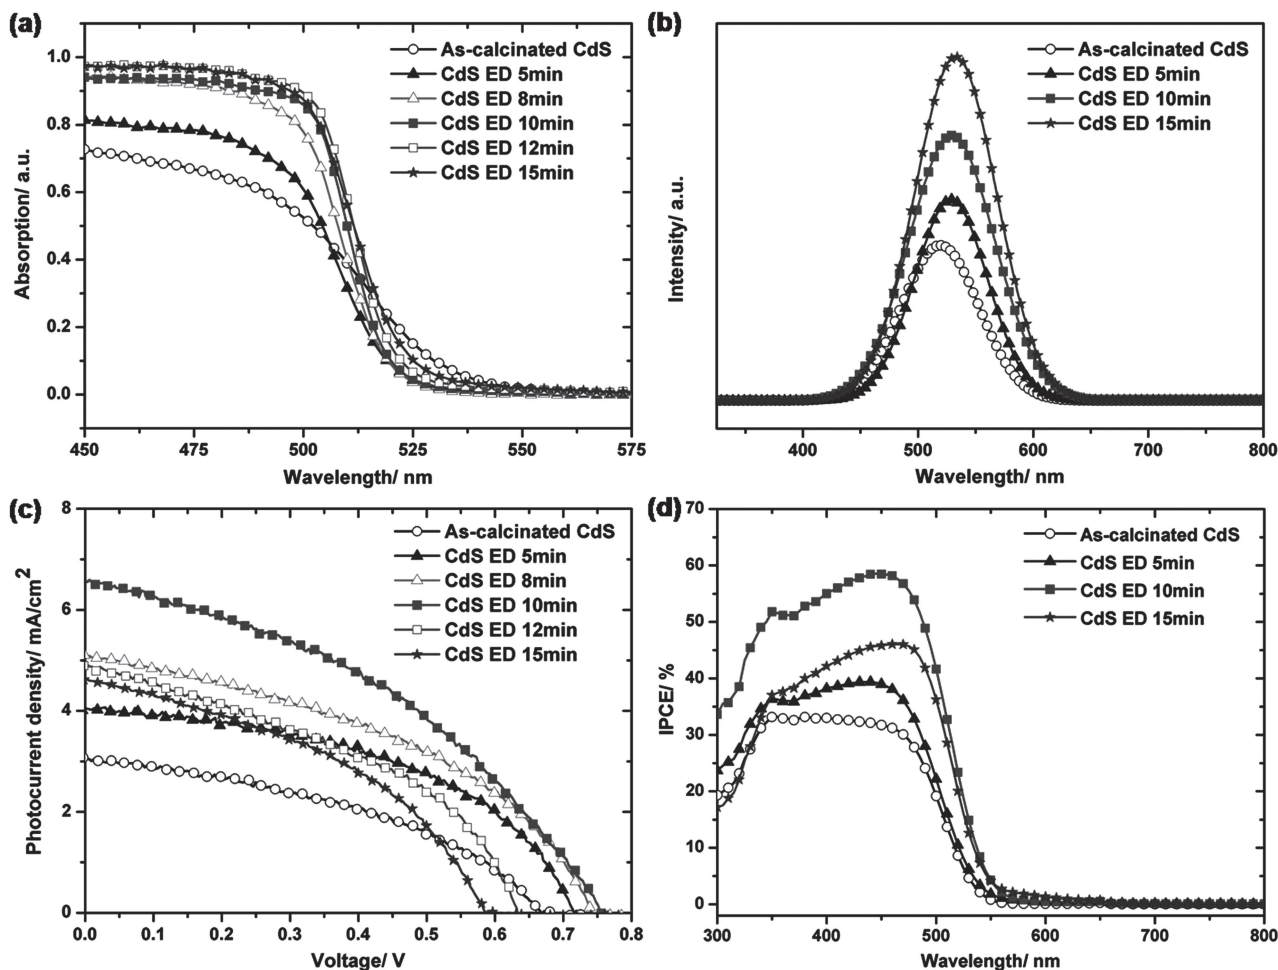 (a)
As-calcinated CdS
CdS ED 5min
CdS ED 8min
CdS ED 10min
CdS ED 12min
CdS ED 15min
1.0
0.8
0.6
0.4
0.2
0.0
Absorption/ a.u.
450 475 500 525 550 575
Wavelength/ nm
(b)
As-calcinated CdS
CdS ED 5min
CdS ED 10min
CdS ED 15min
Intensity/ a.u.
400 500 600 700 800
Wavelength/ nm
(c)
As-calcinated CdS
CdS ED 5min
CdS ED 8min
CdS ED 10min
CdS ED 12min
CdS ED 15min
8
6
4
2
0
Photocurrent density/ mA/cm²
0.0 0.1 0.2 0.3 0.4 0.5 0.6 0.7 0.8
Voltage/ V
(d)
As-calcinated CdS
CdS ED 5min
CdS ED 10min
CdS ED 15min
70
60
50
40
30
20
10
0
IPCE/ %
300 400 500 600 700 800
Wavelength/ nm